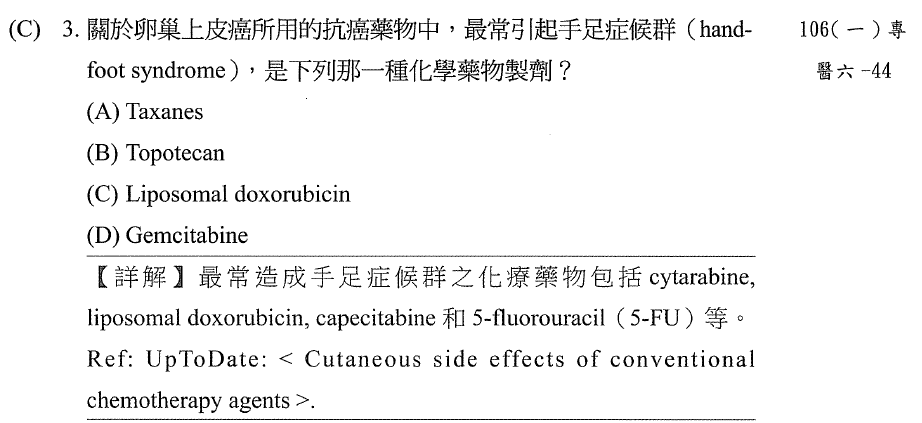 (C) 3. 關於卵巢上皮癌所用的抗癌藥物中，最常引起手足症候群（hand-
foot syndrome），是下列那一種化學藥物製劑？
(A) Taxanes
(B) Topotecan
(C) Liposomal doxorubicin
(D) Gemcitabine
【詳解】最常造成手足症候群之化療藥物包括 cytarabine,
liposomal doxorubicin, capecitabine 和 5-fluorouracil（5-FU）等。
Ref: UpToDate: < Cutaneous side effects of conventional
chemotherapy agents >.
106(一)專
醫六-44